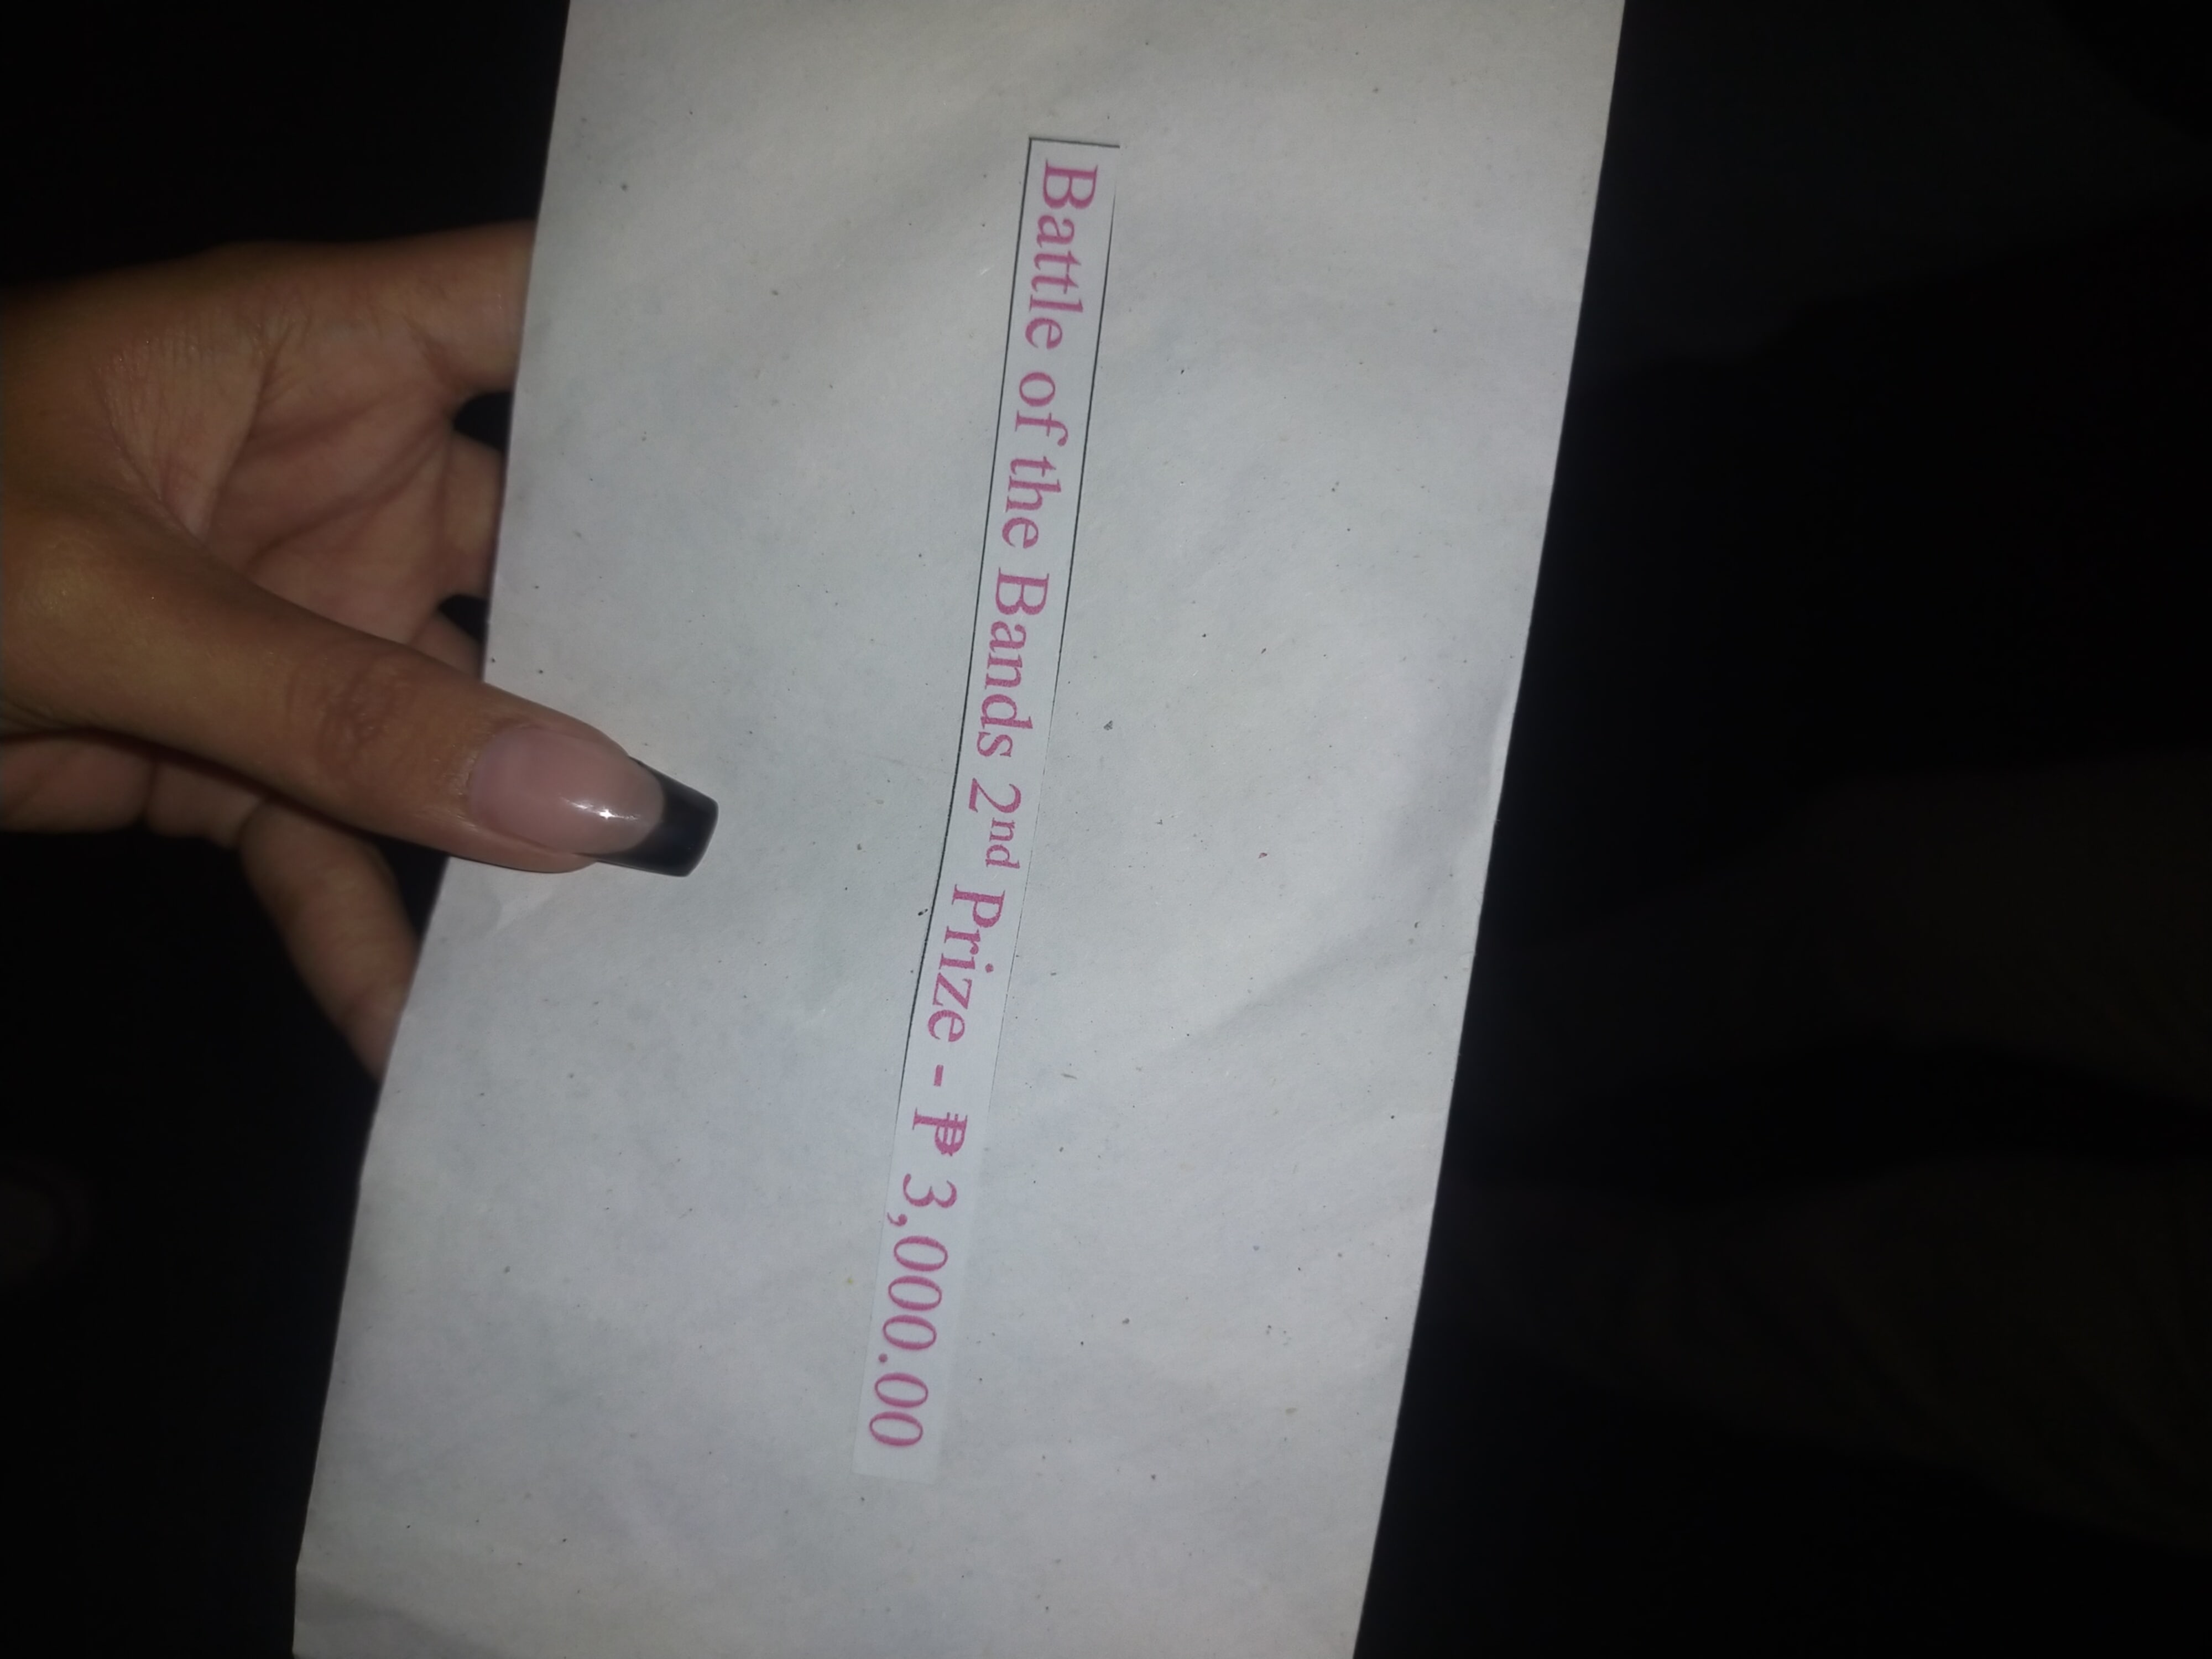 Battle of the Bands 2nd Prize - ₱ 3,000.00